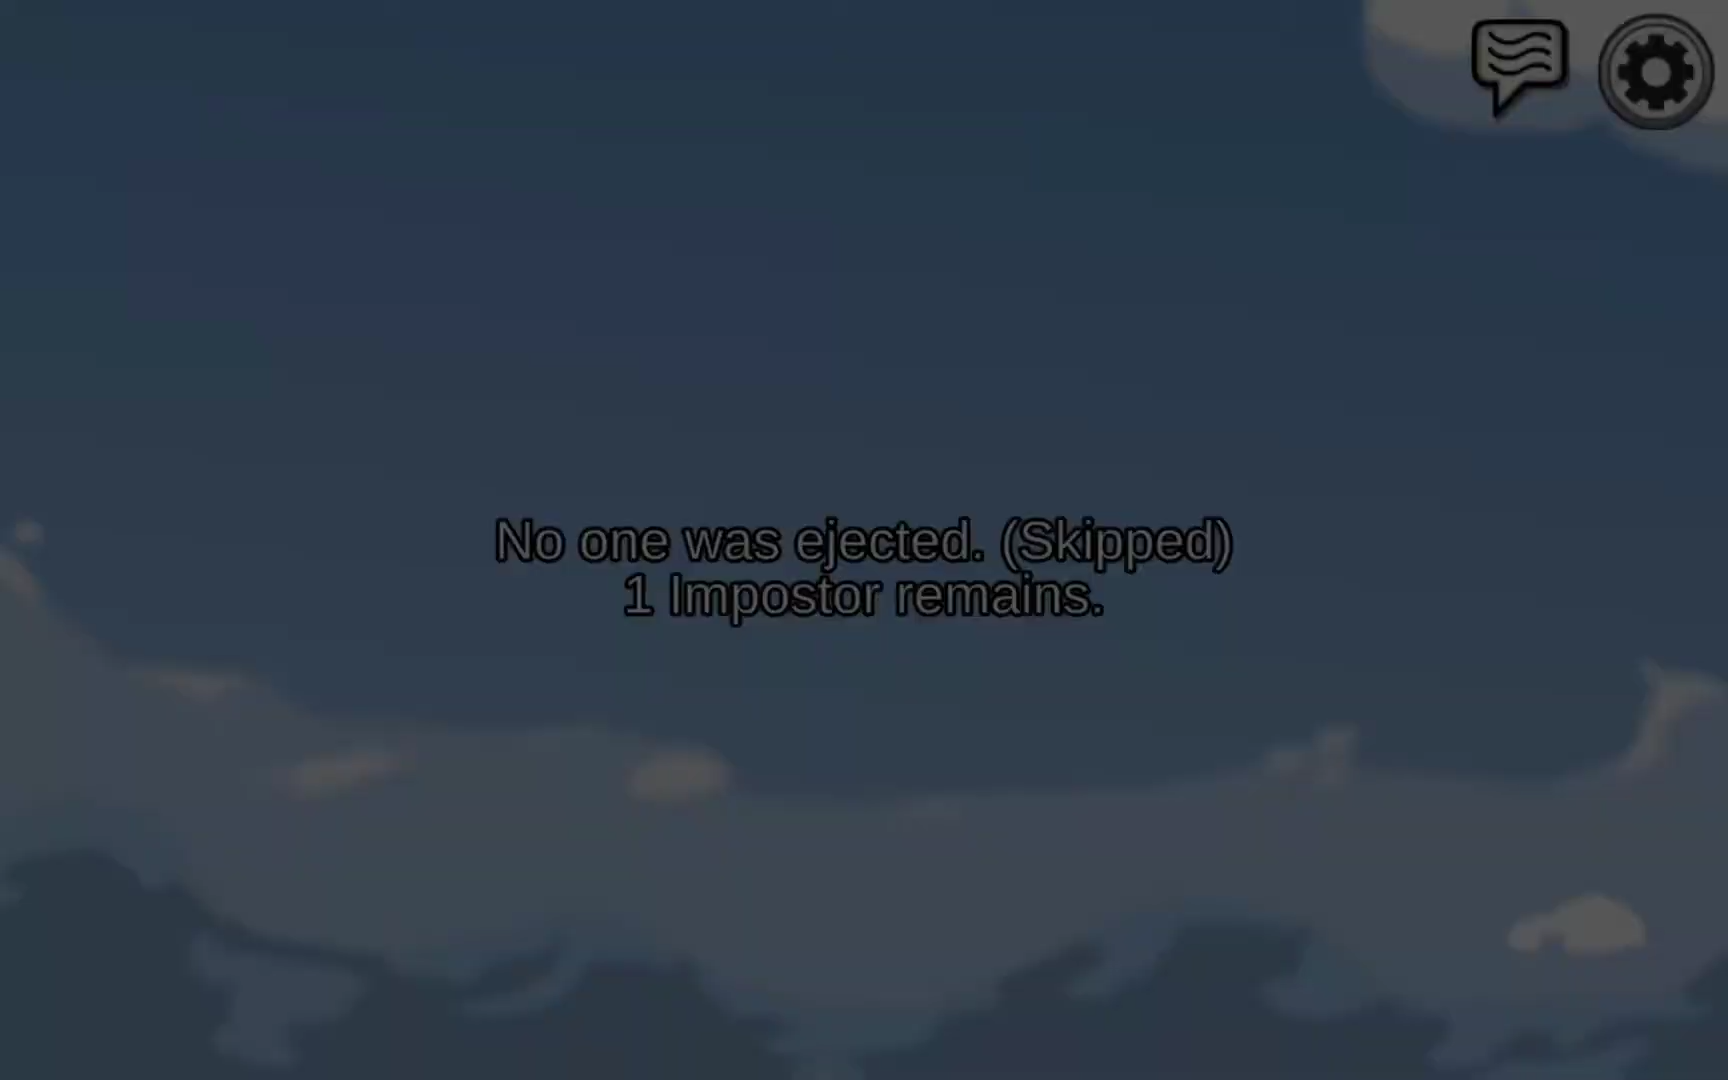 No one was ejected. (Skipped)
1 Impostor remains.